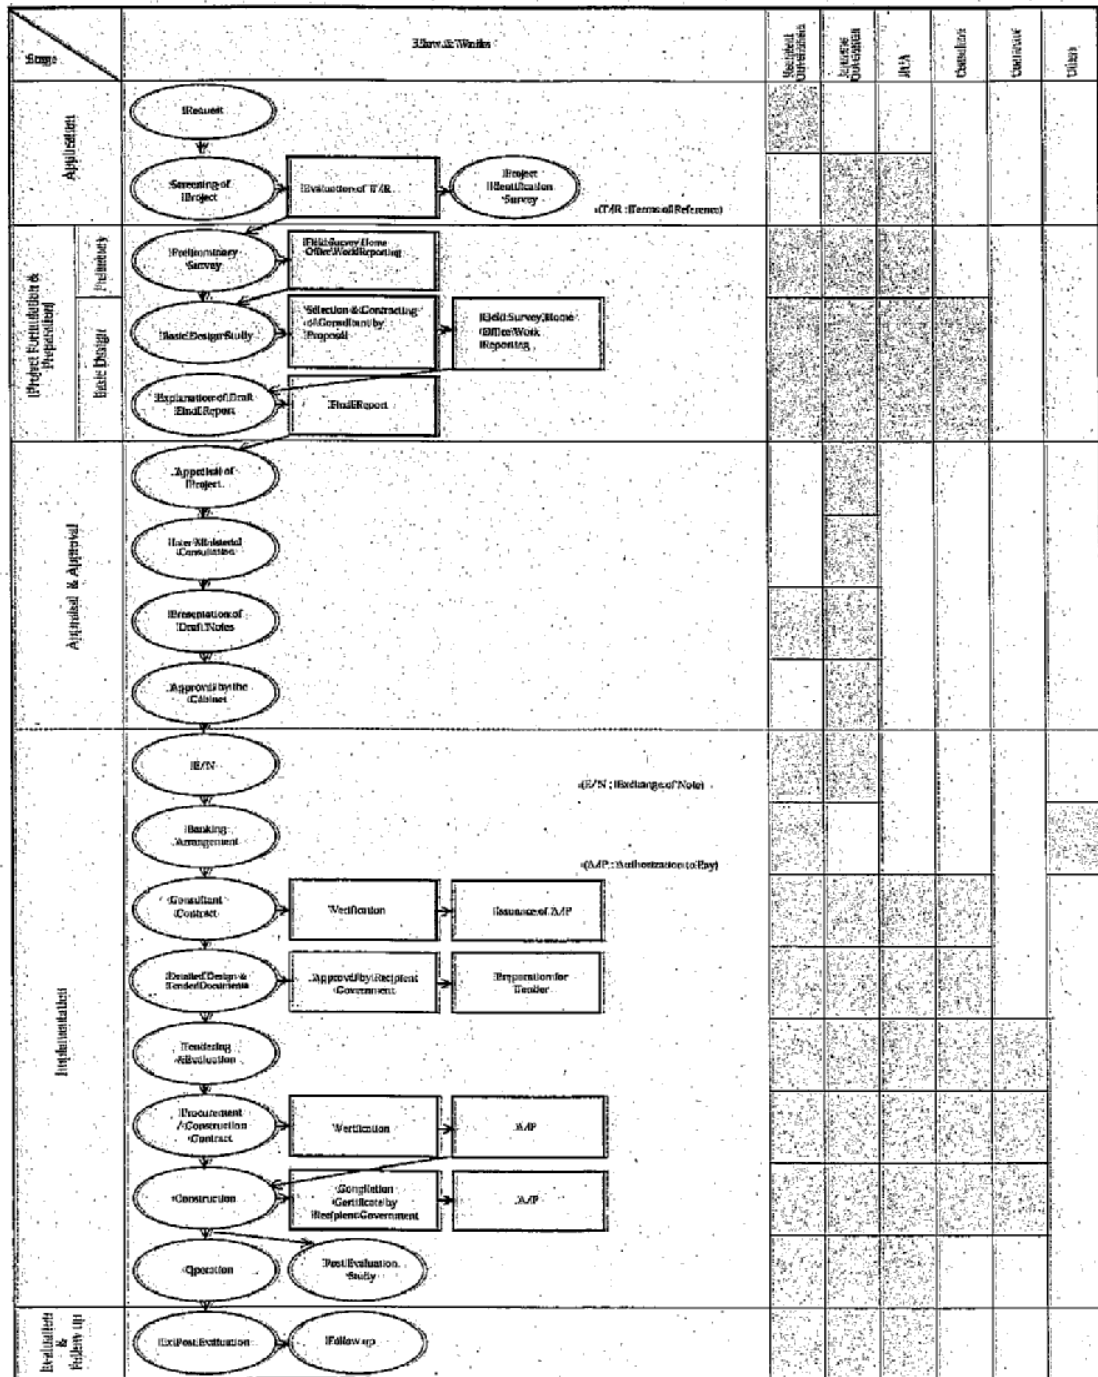 Stage
Flow & Works
Recipient
Government
Japanese
Government
JICA
Consultant
Contractor
Others
Application
Request
Screening of
Project
Evaluation of T/R
Project
Identification
Survey
(T/R : Terms of Reference)
Project Formulation &
Preparation
Preliminary
Survey
Field Survey Home
Office Work Reporting
Basic Design
Basic Design Study
Selection & Contracting
of Consultant by
Proposal
Field Survey Home
Office Work
Reporting
Explanation of Draft
Final Report
Final Report
Appraisal & Approval
Appraisal of
Project
Inter Ministerial
Consultation
Presentation of
Draft Notes
Approval by the
Cabinet
Implementation
E/N
(E/N : Exchange of Note)
Banking
Arrangement
(A/P : Authorization to Pay)
Consultant
Contract
Verification
Issuance of A/P
Detailed Design &
Tender Documents
Approval by Recipient
Government
Preparation for
Tender
Tendering
& Evaluation
Procurement
/ Construction
Contract
Verification
A/P
Construction
Completion
Certificate by
Recipient Government
A/P
Operation
Post Evaluation
Study
Evaluation
&
Follow up
Ex Post Evaluation
Follow up